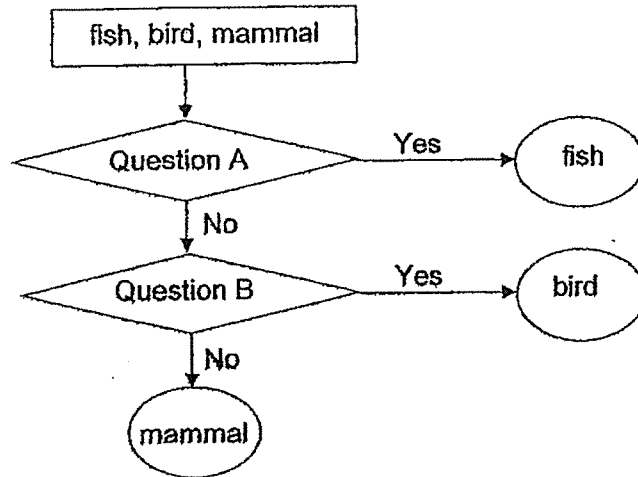 fish, bird, mammal
Question A
Yes
fish
No
Question B
Yes
bird
No
mammal